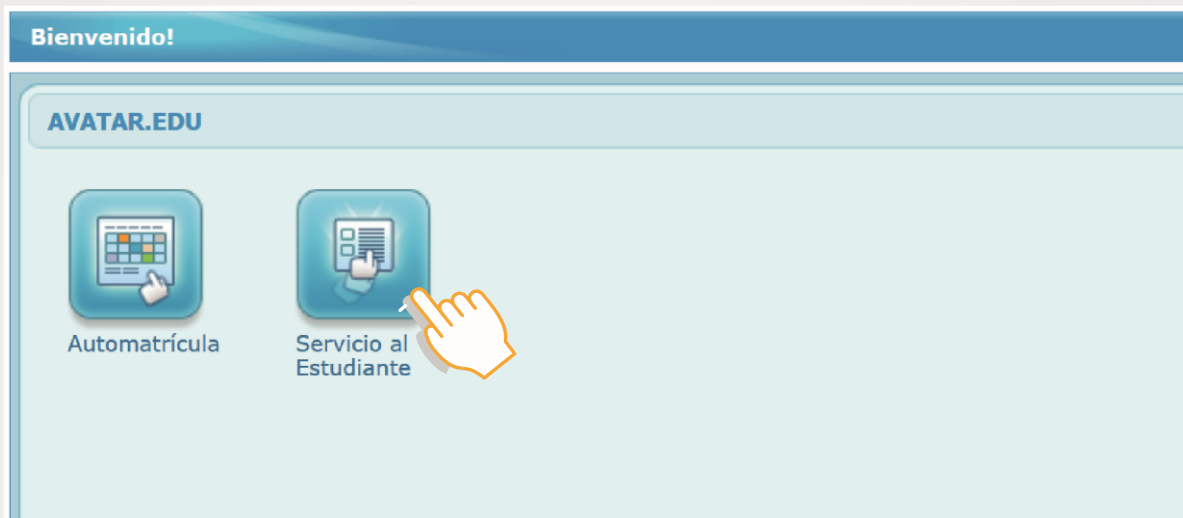 Bienvenido!
AVATAR.EDU
Automatrícula
Servicio al
Estudiante